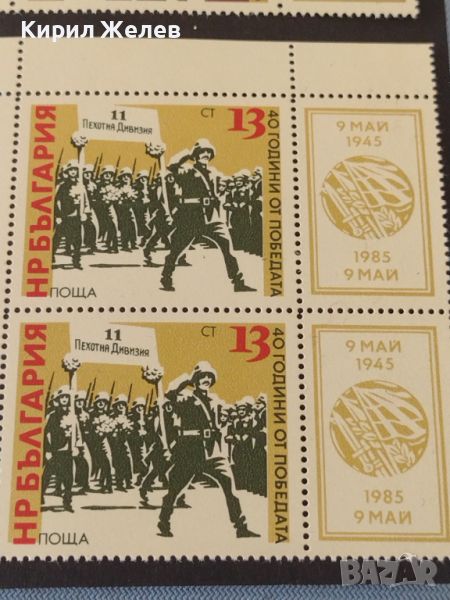 Кирил Желев
11
Пехотна Дивизия
СТ 13
40 ГОДИНИ ОТ ПОБЕДАТА
НР БЪЛГАРИЯ
ПОЩА
9 МАЙ
1945
1985
9 МАЙ
11
Пехотна Дивизия
СТ 13
40 ГОДИНИ ОТ ПОБЕДАТА
НР БЪЛГАРИЯ
ПОЩА
9 МАЙ
1945
1985
9 МАЙ
BAZAR